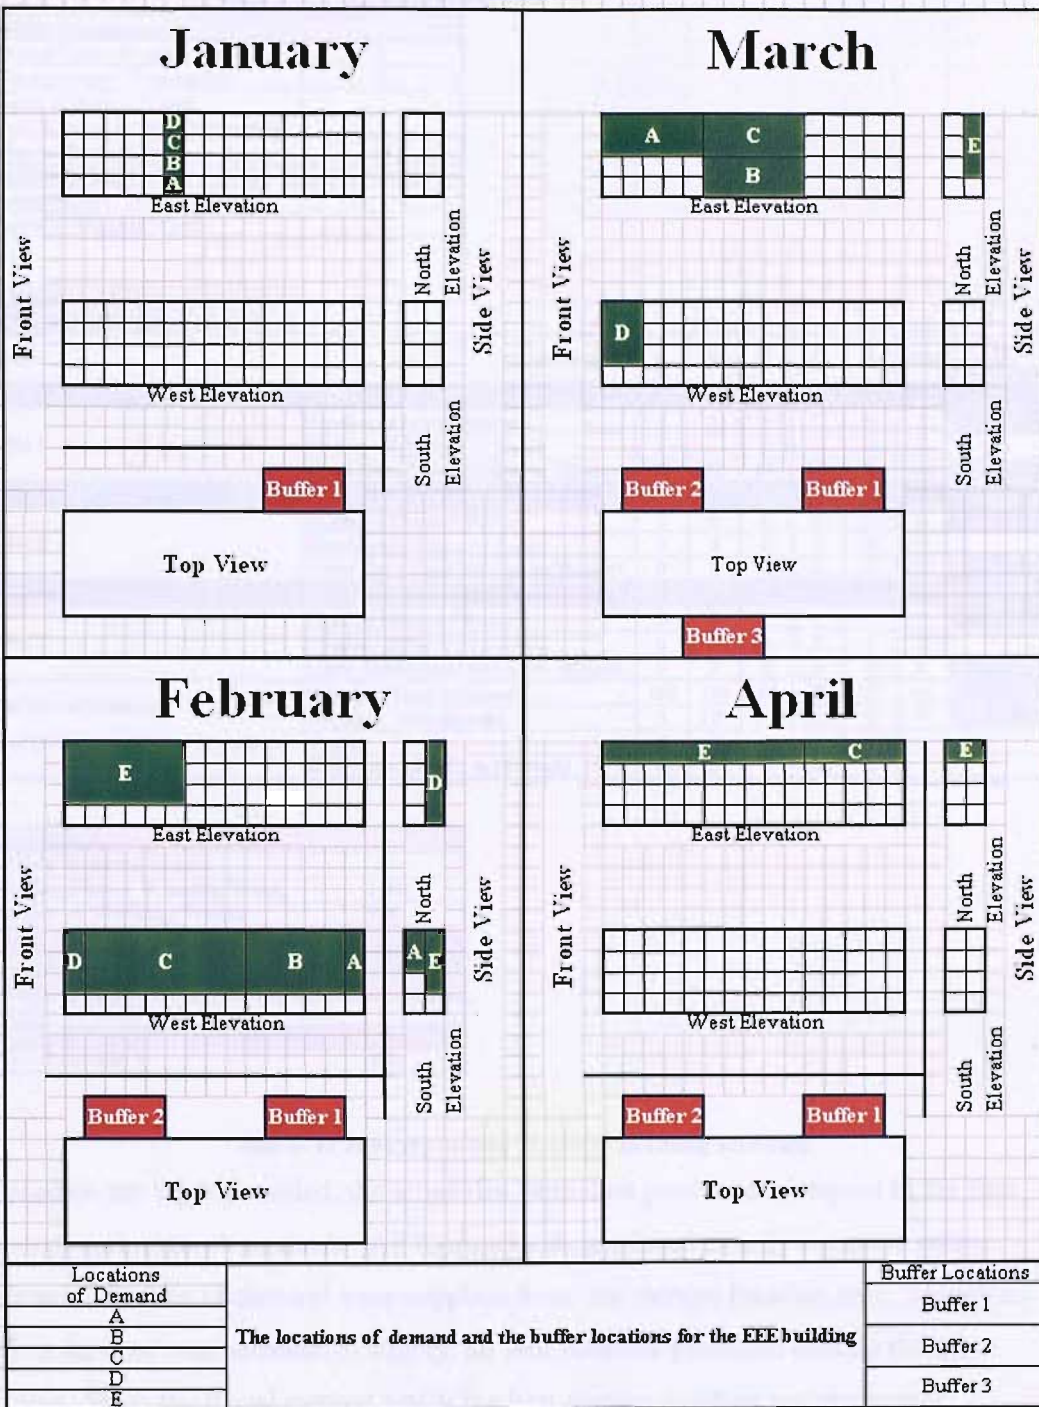 January
D
C
B
A
East Elevation
Front View
North Elevation
Side View
West Elevation
South Elevation
Buffer 1
Top View
March
A
C
B
E
East Elevation
Front View
North Elevation
Side View
D
West Elevation
South Elevation
Buffer 2
Buffer 1
Top View
Buffer 3
February
E
D
East Elevation
Front View
North
Side View
D
C
B
A
A
E
West Elevation
South Elevation
Buffer 2
Buffer 1
Top View
April
E
C
E
East Elevation
Front View
North Elevation
Side View
West Elevation
South Elevation
Buffer 2
Buffer 1
Top View
Locations
of Demand
A
B
C
D
E
The locations of demand and the buffer locations for the EEE building
Buffer Locations
Buffer 1
Buffer 2
Buffer 3